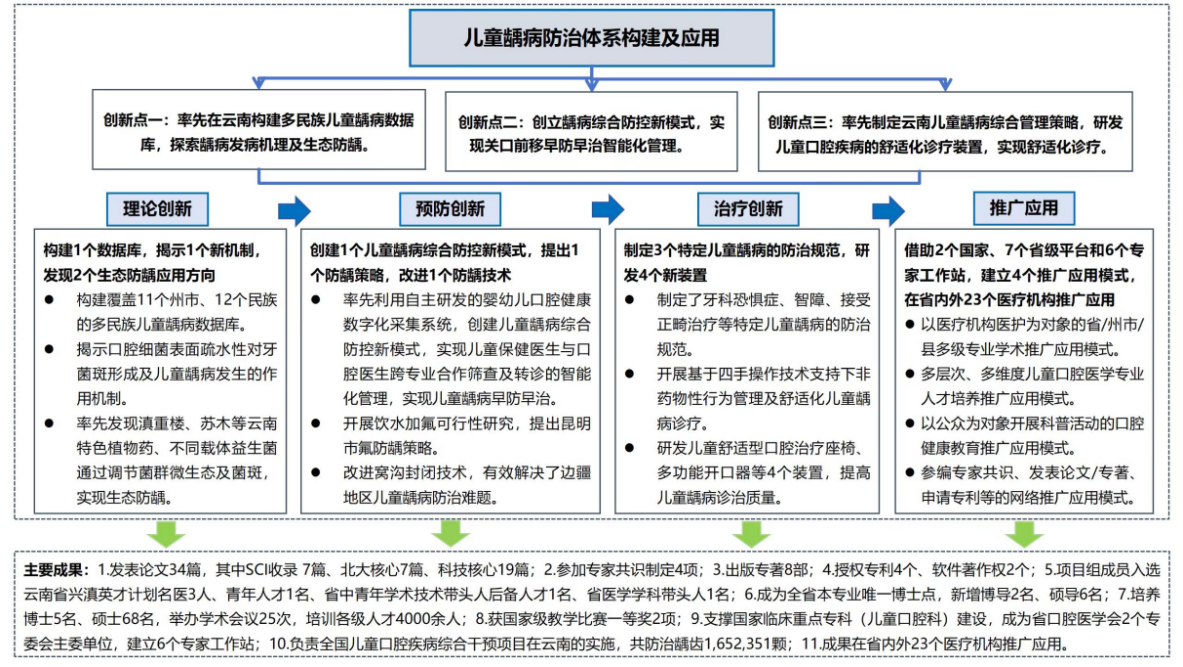 儿童龋病防治体系构建及应用
创新点一：率先在云南构建多民族儿童龋病数据
库，探索龋病发病机理及生态防龋。
创新点二：创立龋病综合防控新模式，实
现关口前移早防早治智能化管理。
创新点三：率先制定云南儿童龋病综合管理策略，研发
儿童口腔疾病的舒适化诊疗装置，实现舒适化诊疗。
理论创新
构建1个数据库，揭示1个新机制，
发现2个生态防龋应用方向
● 构建覆盖11个州市、12个民族
的多民族儿童龋病数据库。
● 揭示口腔细菌表面疏水性对牙
菌斑形成及儿童龋病发生的作
用机制。
● 率先发现滇重楼、苏木等云南
特色植物药、不同载体益生菌
通过调节菌群微生态及菌斑，
实现生态防龋。
预防创新
创建1个儿童龋病综合防控新模式，提出1
个防龋策略，改进1个防龋技术
● 率先利用自主研发的婴幼儿口腔健康
数字化采集系统，创建儿童龋病综合
防控新模式，实现儿童保健医生与口
腔医生跨专业合作筛查及转诊的智能
化管理，实现儿童龋病早防早治。
● 开展饮水加氟可行性研究，提出昆明
市氟防龋策略。
● 改进窝沟封闭技术，有效解决了边疆
地区儿童龋病防治难题。
治疗创新
制定3个特定儿童龋病的防治规范，研
发4个新装置
● 制定了牙科恐惧症、智障、接受
正畸治疗等特定儿童龋病的防治
规范。
● 开展基于四手操作技术支持下非
药物性行为管理及舒适化儿童龋
病诊疗。
● 研发儿童舒适型口腔治疗座椅、
多功能开口器等4个装置，提高
儿童龋病诊治质量。
推广应用
借助2个国家、7个省级平台和6个专
家工作站，建立4个推广应用模式，
在省内外23个医疗机构推广应用
● 以医疗机构医护为对象的省/州市/
县多级专业学术推广应用模式。
● 多层次、多维度儿童口腔医学专业
人才培养推广应用模式。
● 以公众为对象开展科普活动的口腔
健康教育推广应用模式。
● 参编专家共识、发表论文/专著、
申请专利等的网络推广应用模式。
主要成果：1.发表论文34篇，其中SCI收录 7篇、北大核心7篇、科技核心19篇；2.参加专家共识制定4项；3.出版专著8部；4.授权专利4个、软件著作权2个；5.项目组成员入选
云南省兴滇英才计划名医3人、青年人才1名、省中青年学术技术带头人后备人才1名、省医学学科带头人1名；6.成为全省本专业唯一博士点，新增博导2名、硕导6名；7.培养
博士5名、硕士68名，举办学术会议25次，培训各级人才4000余人；8.获国家级教学比赛一等奖2项；9.支撑国家临床重点专科（儿童口腔科）建设，成为省口腔医学会2个专
委会主委单位，建立6个专家工作站；10.负责全国儿童口腔疾病综合干预项目在云南的实施，共防治龋齿1,652,351颗；11.成果在省内外23个医疗机构推广应用。